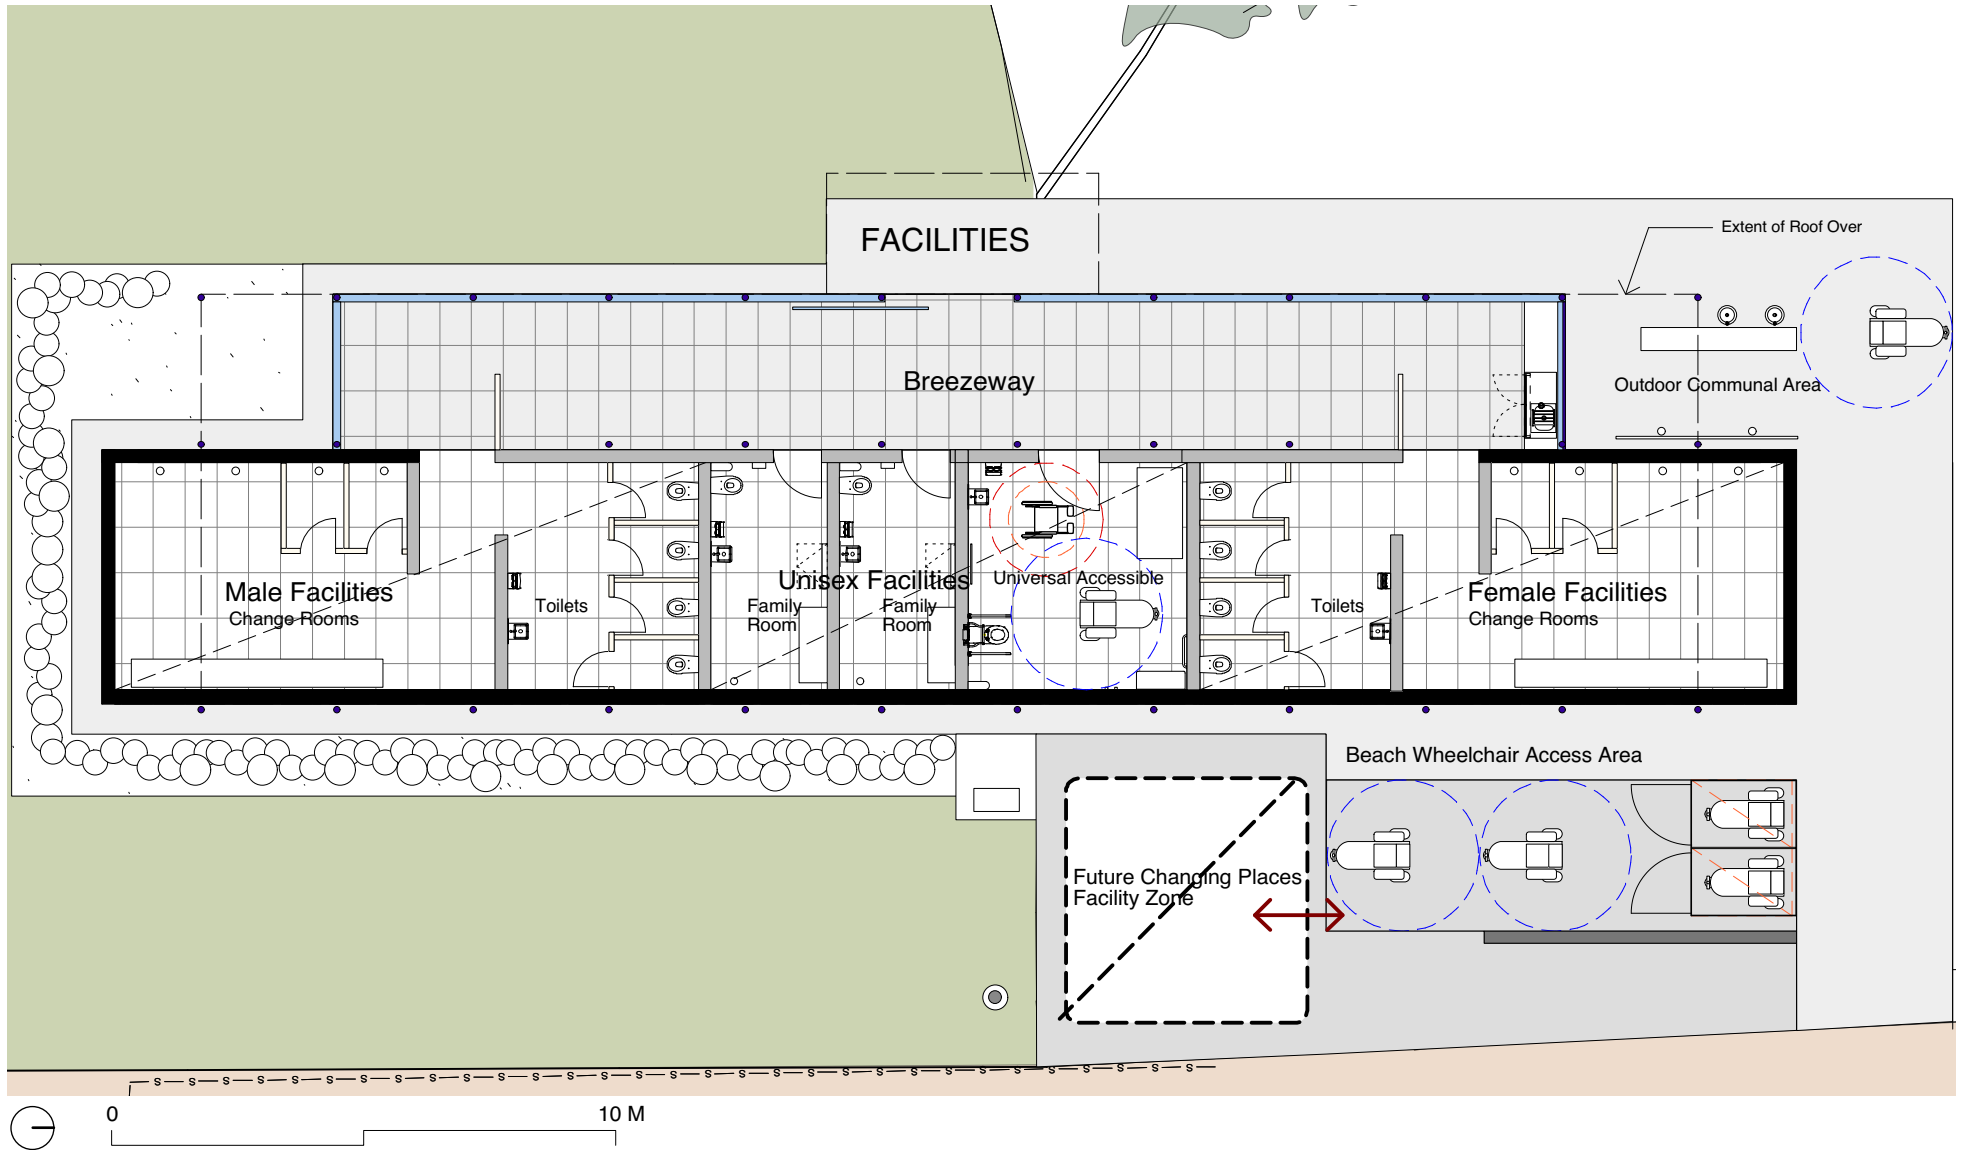 FACILITIES
Extent of Roof Over
Breezeway
Outdoor Communal Area
Male Facilities
Change Rooms
Toilets
Unisex Facilities
Family
Room
Family
Room
Universal Accessible
Toilets
Female Facilities
Change Rooms
Beach Wheelchair Access Area
Future Changing Places
Facility Zone
S S S S S S S S S S S S S S S S S S S S S S S S S S S S S S S
0
10 M